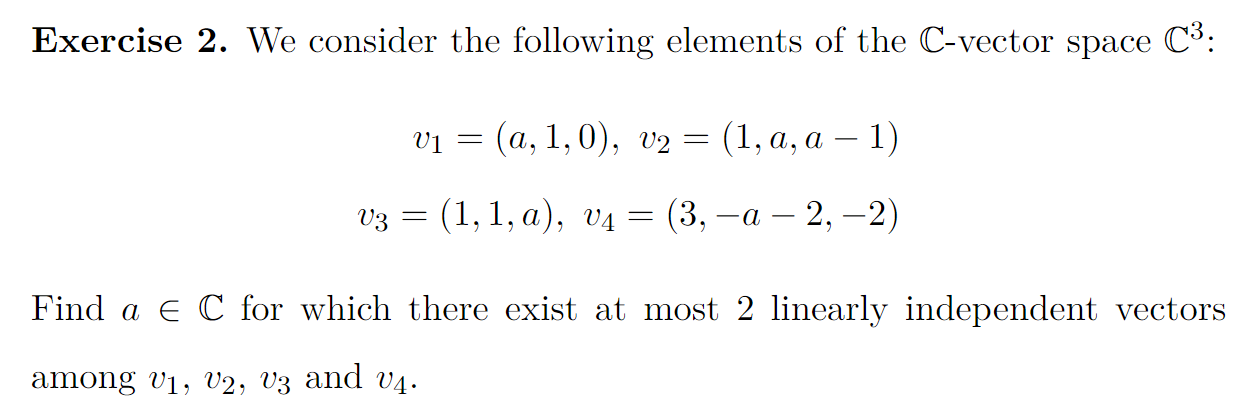 Exercise 2. We consider the following elements of the ℂ-vector space ℂ³:
v₁ = (a, 1, 0), v₂ = (1, a, a − 1)
v₃ = (1, 1, a), v₄ = (3, −a − 2, −2)
Find a ∈ ℂ for which there exist at most 2 linearly independent vectors
among v₁, v₂, v₃ and v₄.